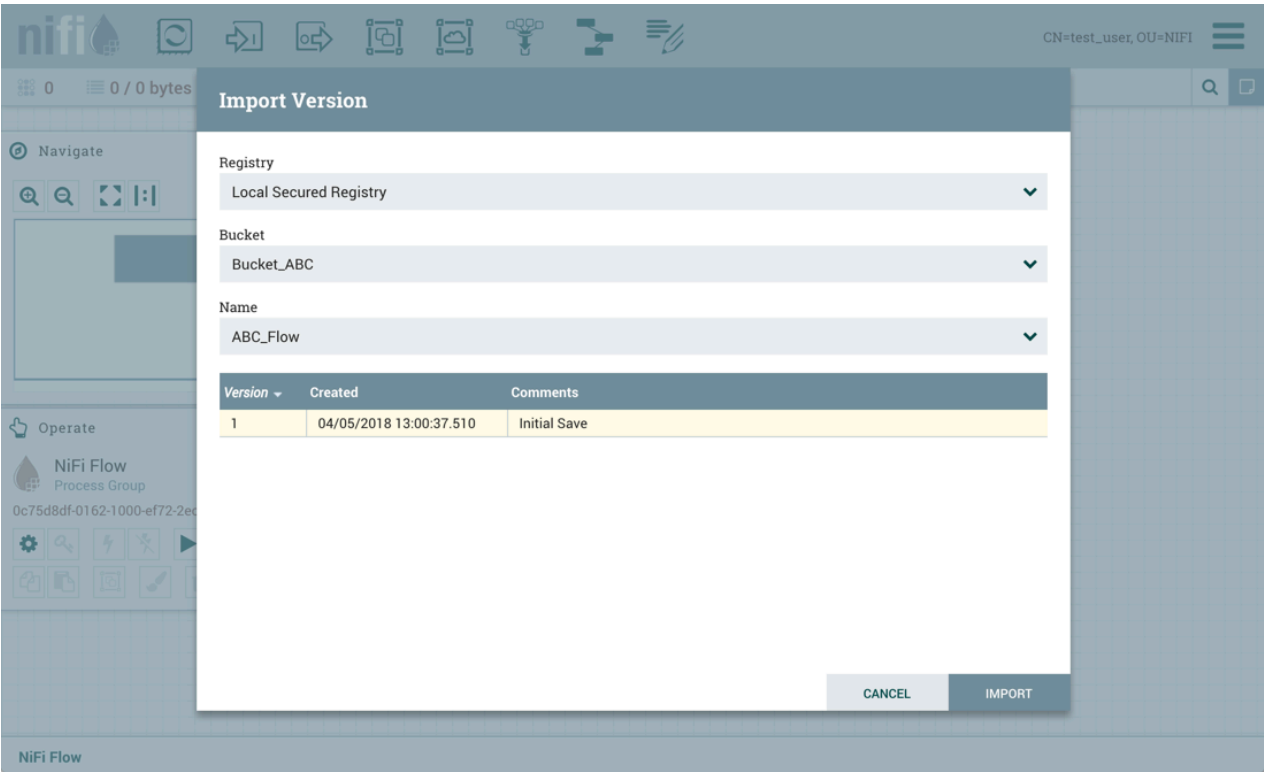 nifi
CN=test_user, OU=NIFI
0 0 / 0 bytes
Import Version
Navigate
Registry
Local Secured Registry
Bucket
Bucket_ABC
Name
ABC_Flow
Version Created Comments
1 04/05/2018 13:00:37.510 Initial Save
Operate
NiFi Flow
Process Group
0c75d8df-0162-1000-ef72-2ec
CANCEL IMPORT
NiFi Flow